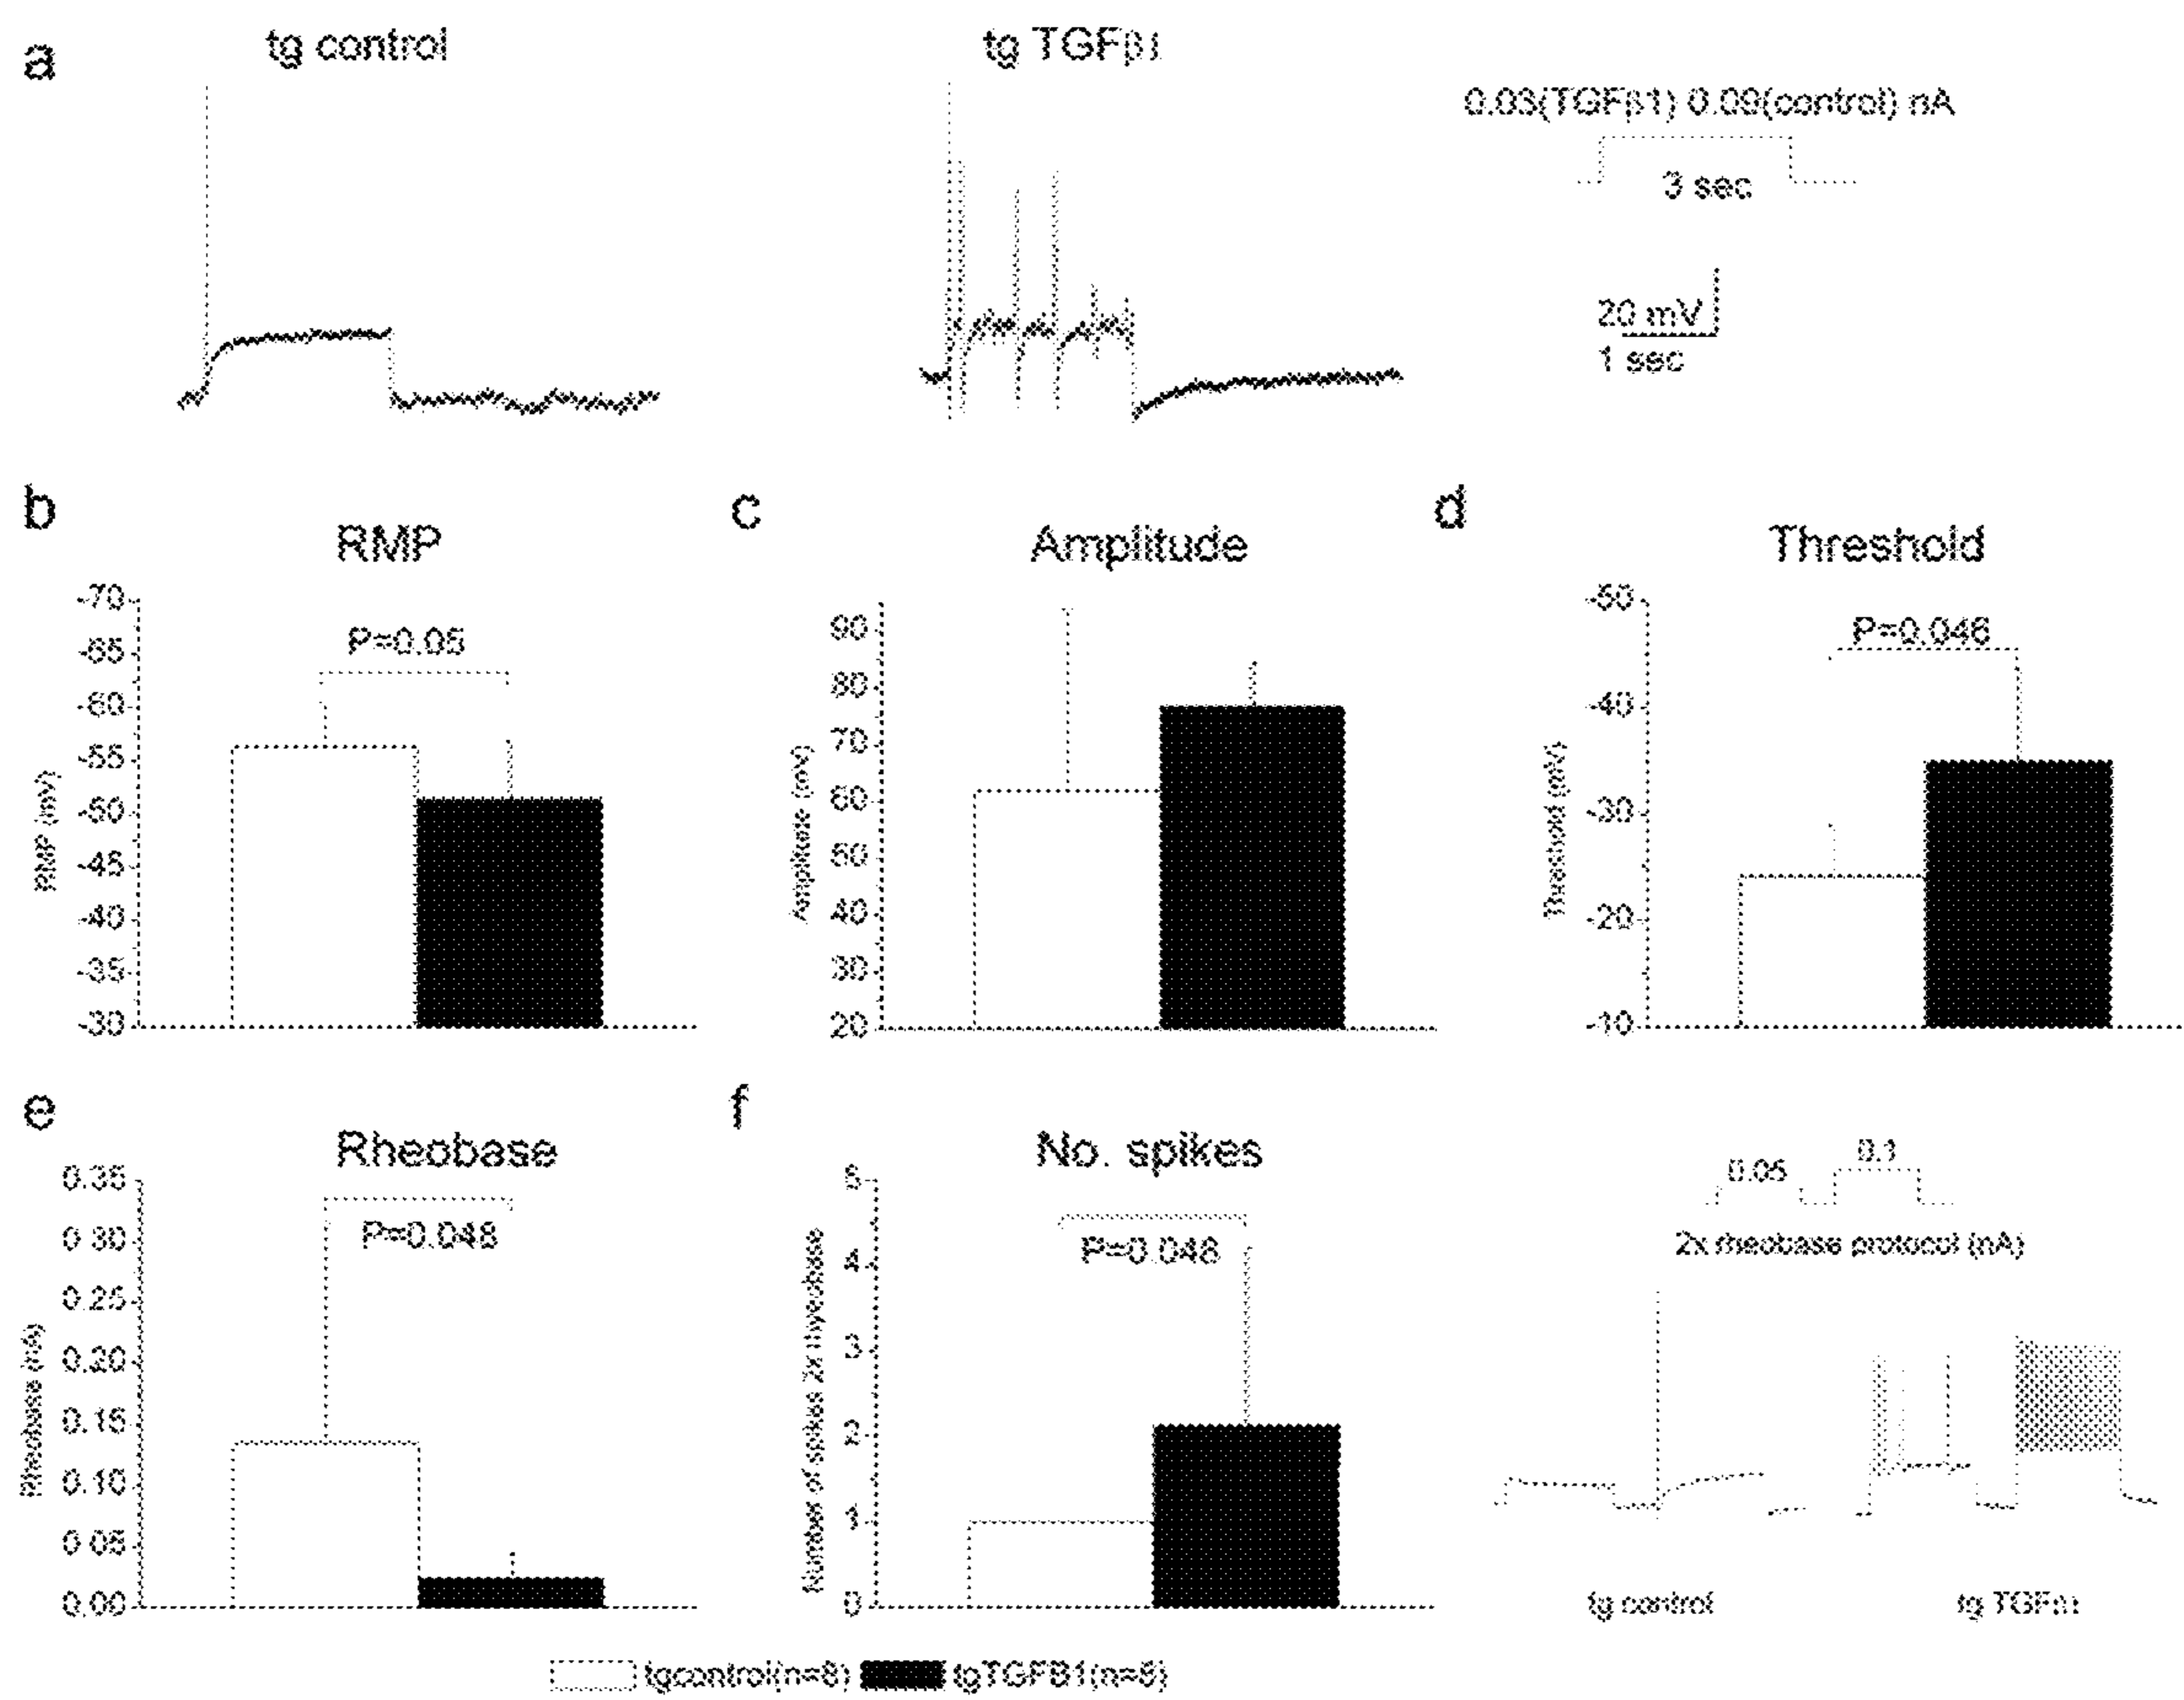 a
tg control
tg TGFβ1
0.03(TGFβ1) 0.09(control) nA
3 sec
20 mV
1 sec
b
RMP
-70
-65
-60
-55
-50
-45
-40
-35
-30
RMP (mV)
P=0.05
c
Amplitude
90
80
70
60
50
40
30
20
Amplitude (mV)
d
Threshold
-50
-40
-30
-20
-10
Threshold (mV)
P=0.046
e
Rheobase
0.35
0.30
0.25
0.20
0.15
0.10
0.05
0.00
Rheobase (nA)
P=0.048
f
No. spikes
5
4
3
2
1
0
Number of spikes 2x
P=0.046
0.05
0.1
2x rheobase protocol (nA)
tg control
tg TGFβ1
tgcontrol(n=8)
tgTGFB1